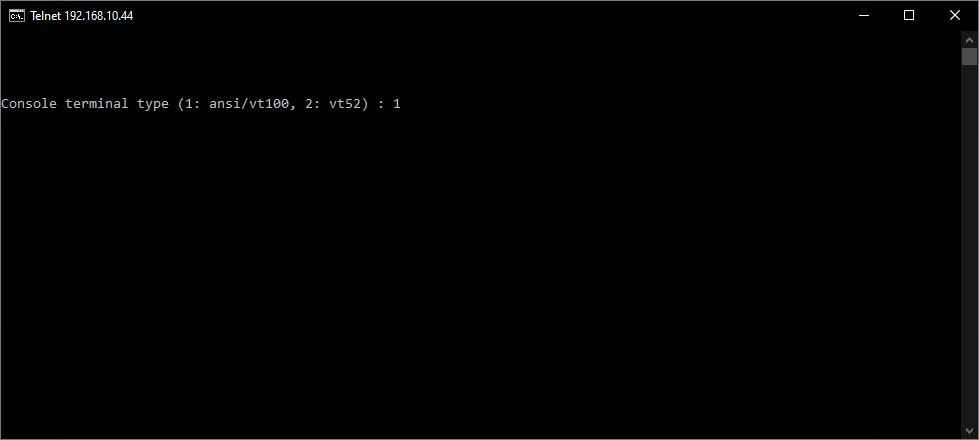 Telnet 192.168.10.44
Console terminal type (1: ansi/vt100, 2: vt52) : 1